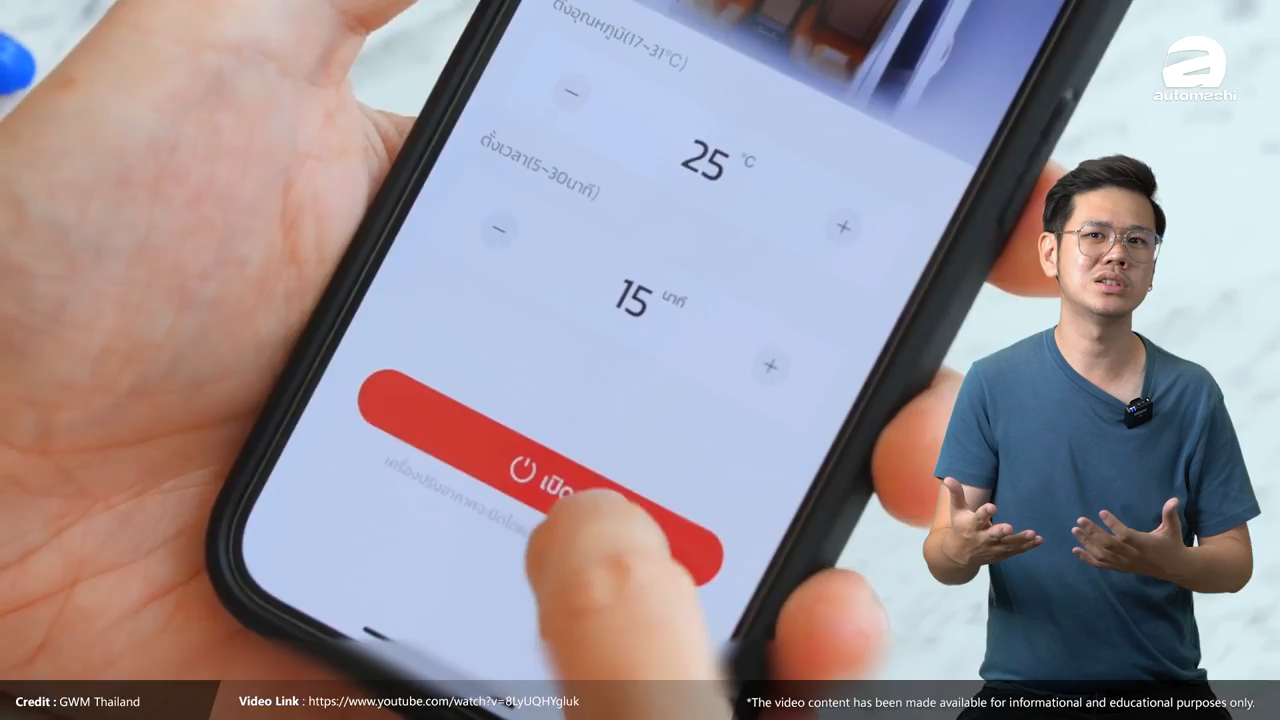 ตั้งอุณหภูมิ(17~31°C)
25 °C
ตั้งเวลา(5~30นาที)
15 นาที
automachi
Credit : GWM Thailand
Video Link : https://www.youtube.com/watch?v=8LyUQHYgluk
*The video content has been made available for informational and educational purposes only.